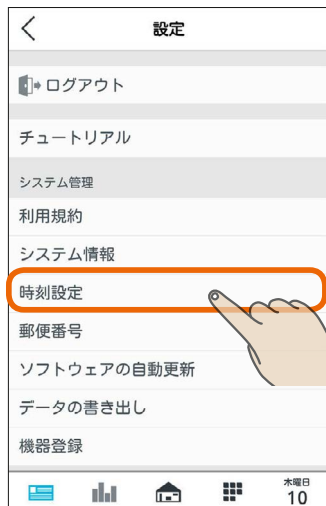 設定
ログアウト
チュートリアル
システム管理
利用規約
システム情報
時刻設定
郵便番号
ソフトウェアの自動更新
データの書き出し
機器登録
木曜日
10